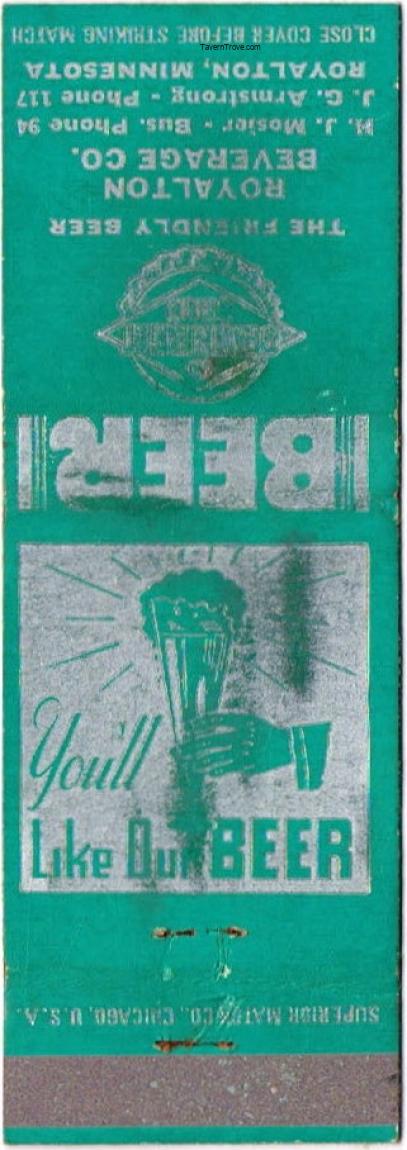 TavernTrove.com
CLOSE COVER BEFORE STRIKING MATCH
You'll
Like Our BEER
BEER
THE FRIENDLY BEER
ROYALTON
BEVERAGE CO.
H. J. Mosier - Bus. Phone 94
J. G. Armstrong - Phone 117
ROYALTON, MINNESOTA
SUPERIOR MATCH CO., CHICAGO, U.S.A.